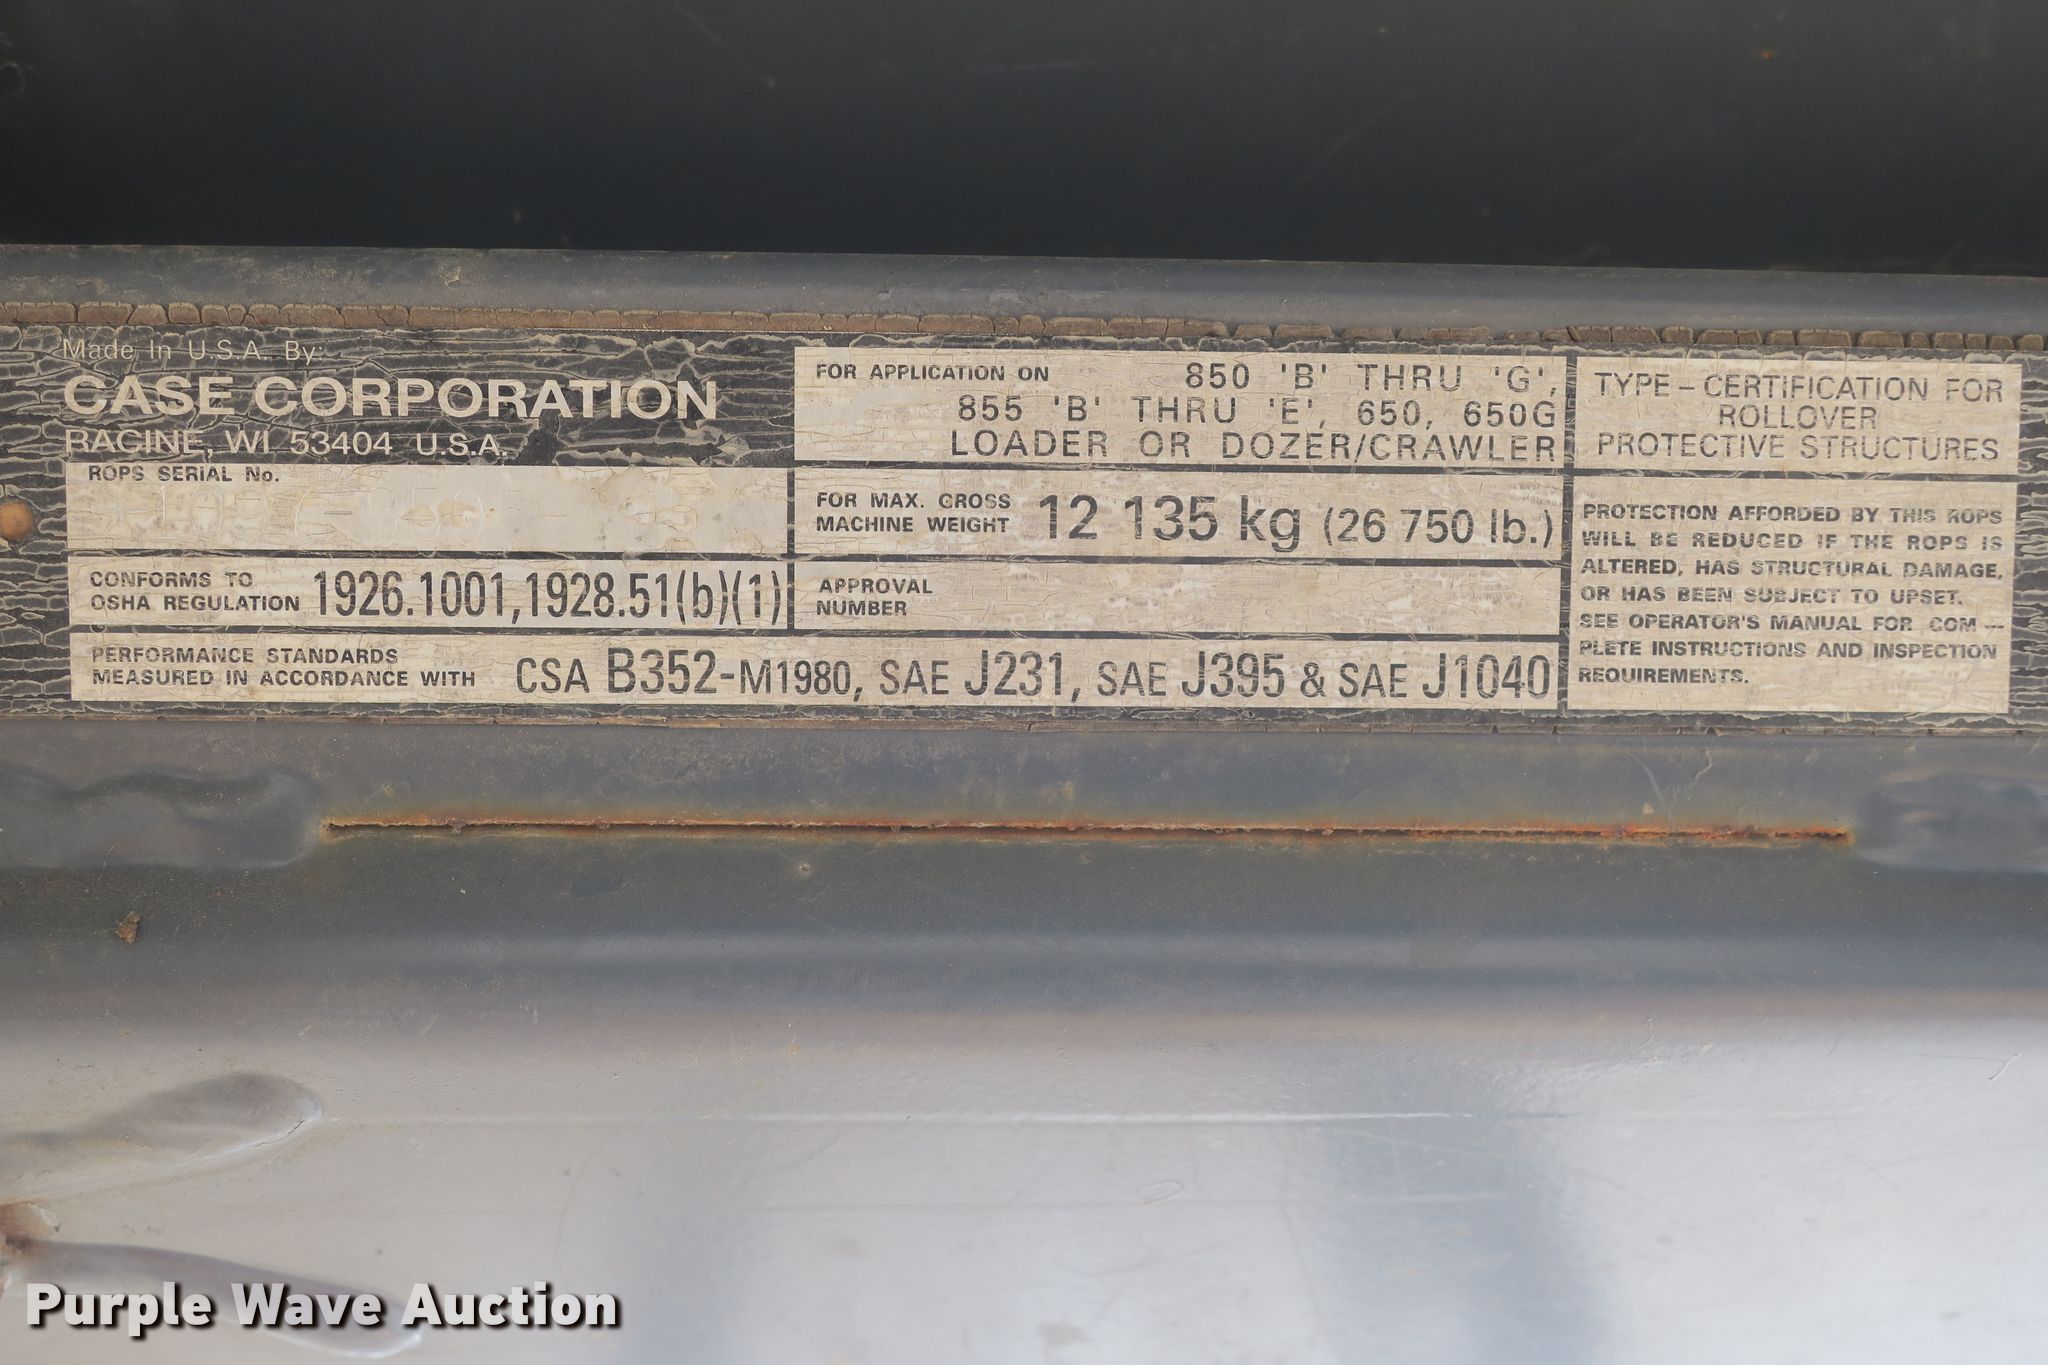 Made In U.S.A. By:
CASE CORPORATION
RACINE, WI 53404 U.S.A.
ROPS SERIAL No.
CONFORMS TO
OSHA REGULATION 1926.1001,1928.51(b)(1)
PERFORMANCE STANDARDS
MEASURED IN ACCORDANCE WITH CSA B352-M1980, SAE J231, SAE J395 & SAE J1040
FOR APPLICATION ON 850 'B' THRU 'G',
855 'B' THRU 'E', 650, 650G
LOADER OR DOZER/CRAWLER
FOR MAX. GROSS
MACHINE WEIGHT 12 135 kg (26 750 lb.)
APPROVAL
NUMBER
TYPE – CERTIFICATION FOR
ROLLOVER
PROTECTIVE STRUCTURES
PROTECTION AFFORDED BY THIS ROPS
WILL BE REDUCED IF THE ROPS IS
ALTERED, HAS STRUCTURAL DAMAGE,
OR HAS BEEN SUBJECT TO UPSET.
SEE OPERATOR'S MANUAL FOR COM –
PLETE INSTRUCTIONS AND INSPECTION
REQUIREMENTS.
Purple Wave Auction